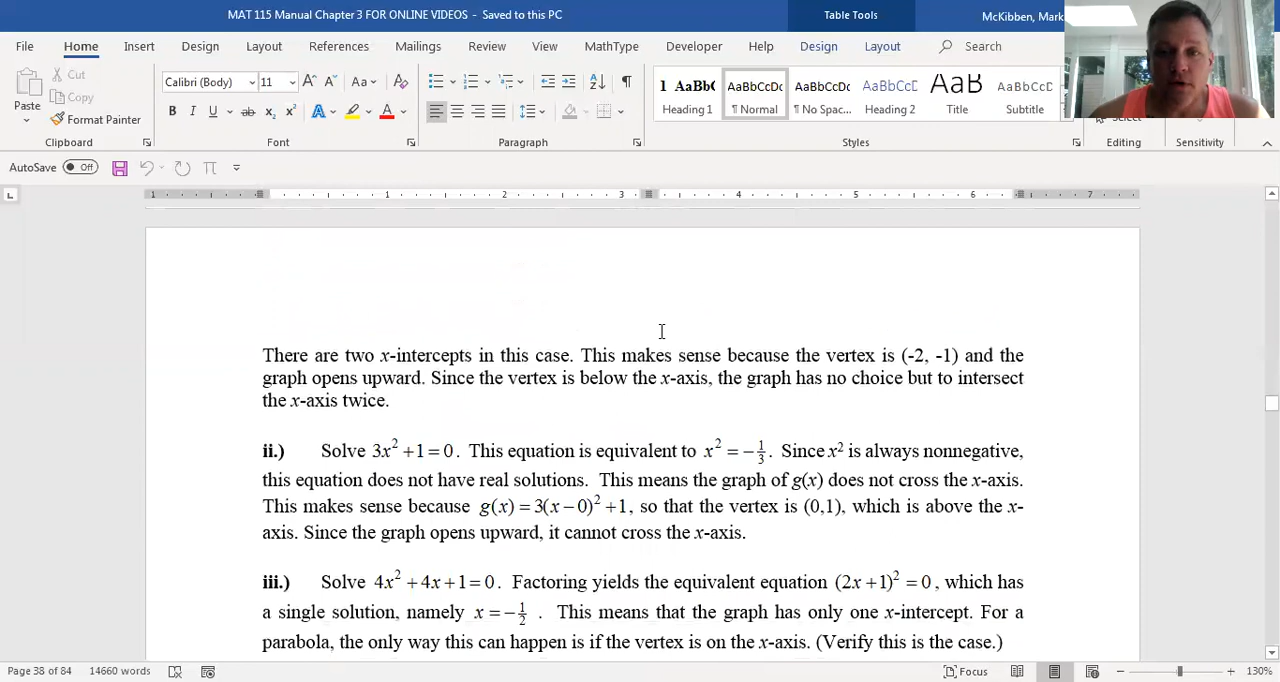 MAT 115 Manual Chapter 3 FOR ONLINE VIDEOS - Saved to this PC
Table Tools
McKibben, Mark
File Home Insert Design Layout References Mailings Review View MathType Developer Help Design Layout Search
Paste
Cut
Copy
Format Painter
Calibri (Body) 11
1 AaBbC AaBbCcDc AaBbCcDc AaBbCcD AaB AaBbCcD
Heading 1 ¶ Normal ¶ No Spac... Heading 2 Title Subtitle
Select
Clipboard Font Paragraph Styles Editing Sensitivity
AutoSave Off
1 1 2 3 4 5 6 7
There are two x-intercepts in this case. This makes sense because the vertex is (-2, -1) and the
graph opens upward. Since the vertex is below the x-axis, the graph has no choice but to intersect
the x-axis twice.
ii.) Solve 3x² +1=0. This equation is equivalent to x² = −1/3. Since x² is always nonnegative,
this equation does not have real solutions. This means the graph of g(x) does not cross the x-axis.
This makes sense because g(x) = 3(x−0)² +1, so that the vertex is (0,1), which is above the x-
axis. Since the graph opens upward, it cannot cross the x-axis.
iii.) Solve 4x² +4x+1=0. Factoring yields the equivalent equation (2x+1)² =0, which has
a single solution, namely x = −1/2 . This means that the graph has only one x-intercept. For a
parabola, the only way this can happen is if the vertex is on the x-axis. (Verify this is the case.)
Page 38 of 84 14660 words Focus 130%